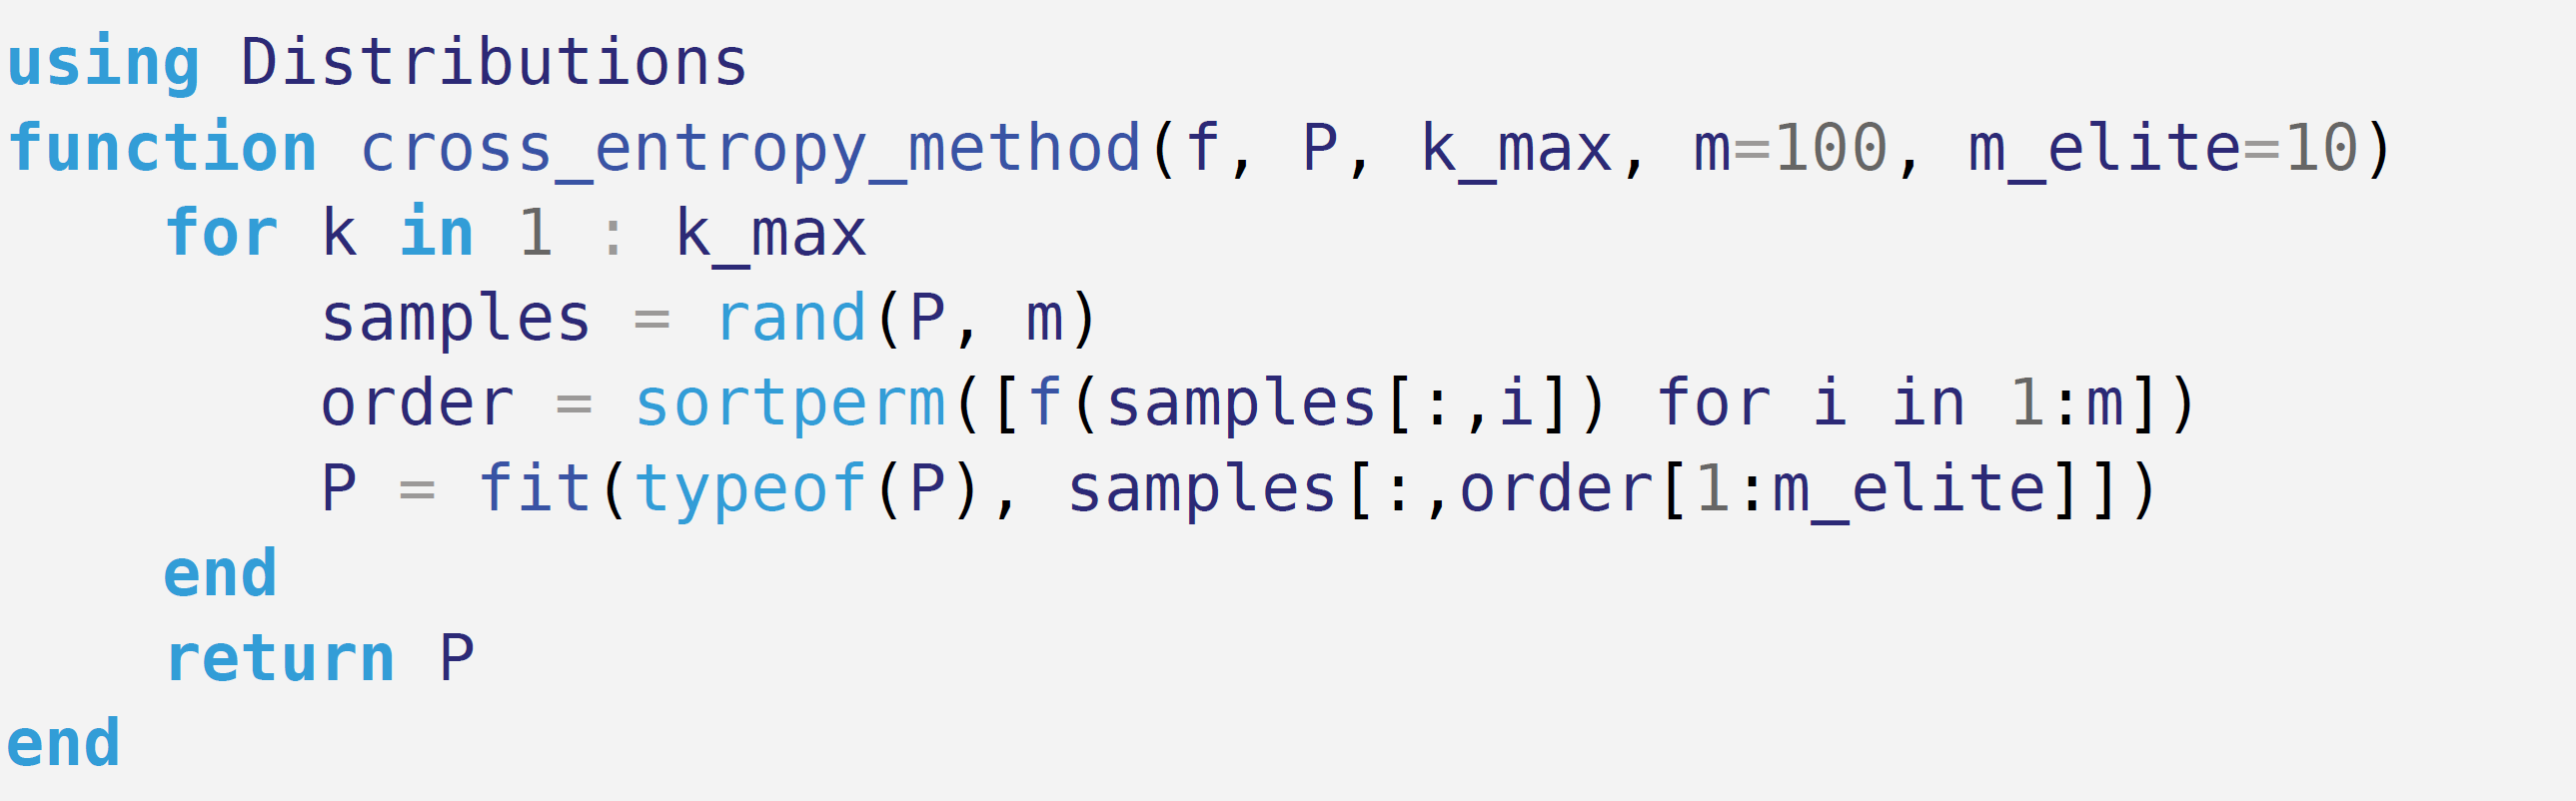 using Distributions
function cross_entropy_method(f, P, k_max, m=100, m_elite=10)
    for k in 1 : k_max
        samples = rand(P, m)
        order = sortperm([f(samples[:,i]) for i in 1:m])
        P = fit(typeof(P), samples[:,order[1:m_elite]])
    end
    return P
end